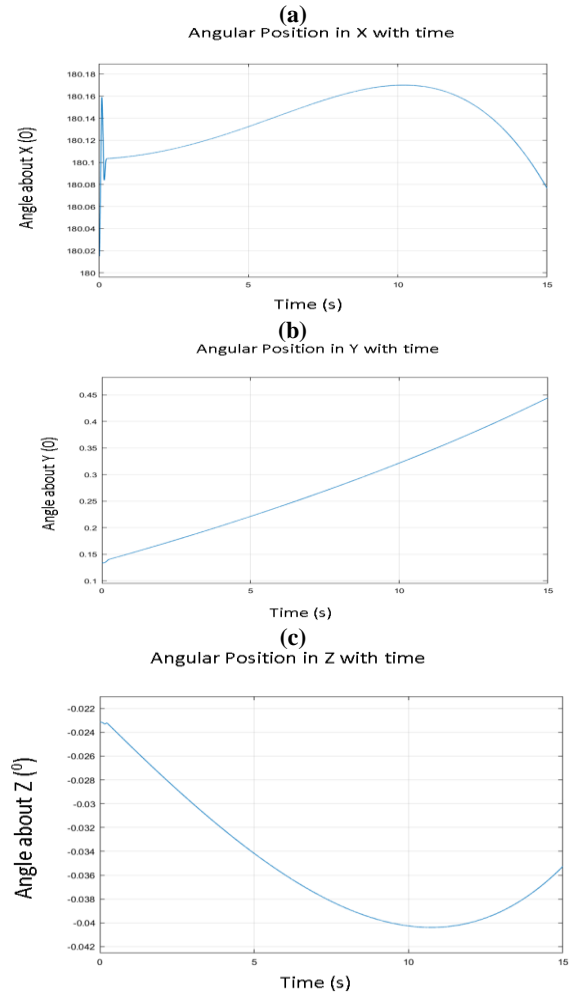 (a)
Angular Position in X with time
180.18
180.16
180.14
180.12
180.1
180.08
180.06
180.04
180.02
180
Angle about X (0)
0 5 10 15
Time (s)
(b)
Angular Position in Y with time
0.45
0.4
0.35
0.3
0.25
0.2
0.15
0.1
Angle about Y (0)
0 5 10 15
Time (s)
(c)
Angular Position in Z with time
-0.022
-0.024
-0.026
-0.028
-0.03
-0.032
-0.034
-0.036
-0.038
-0.04
-0.042
Angle about Z (⁰)
0 5 10 15
Time (s)